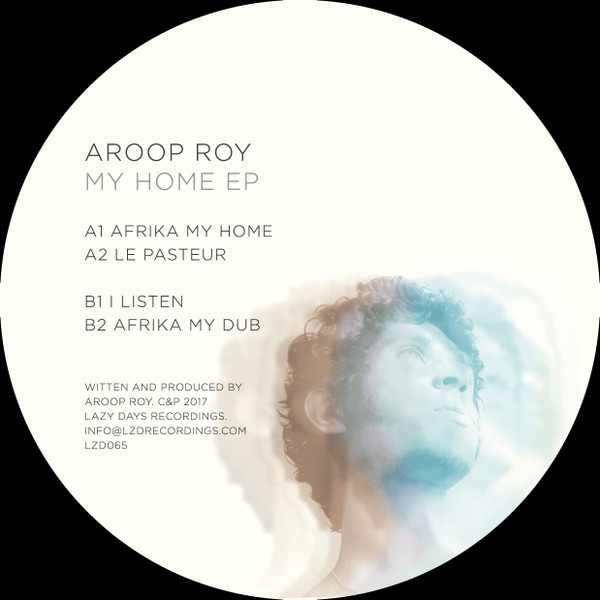 AROOP ROY
MY HOME EP
A1 AFRIKA MY HOME
A2 LE PASTEUR
B1 I LISTEN
B2 AFRIKA MY DUB
WITTEN AND PRODUCED BY
AROOP ROY. C&P 2017
LAZY DAYS RECORDINGS.
INFO@LZDRECORDINGS.COM
LZD065